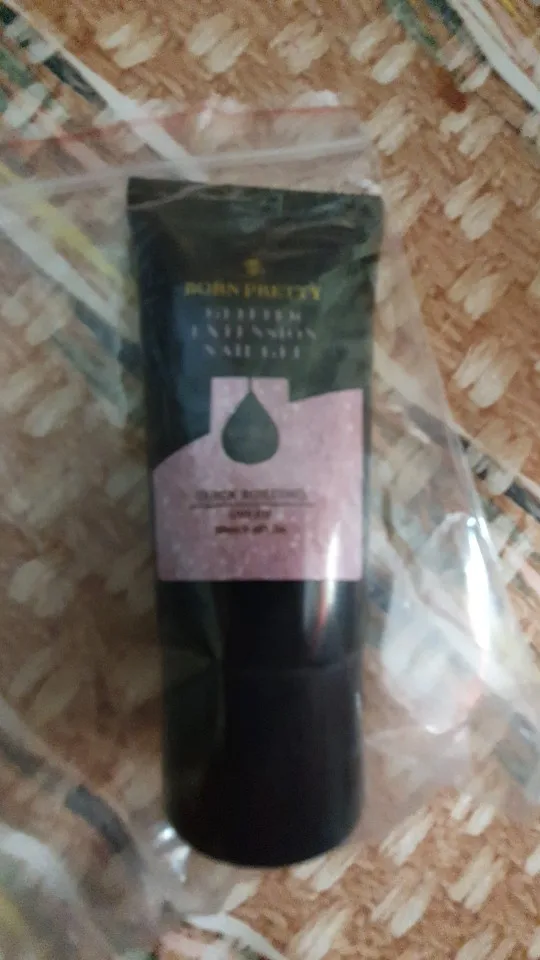 BORN PRETTY
GLITTER
EXTENSION
NAIL GEL
QUICK BUILDING